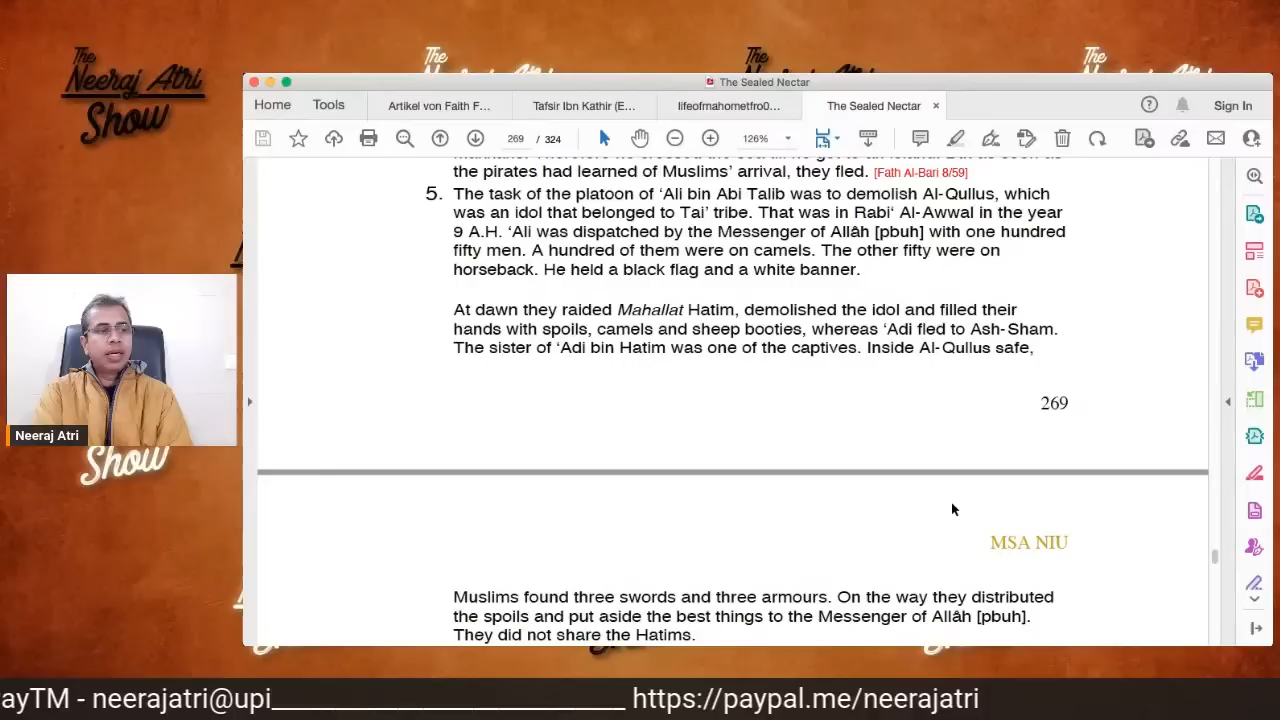 The
Neeraj Atri
Show
The
Neeraj Atri
The
The
The Sealed Nectar
Home
Tools
Artikel von Faith F...
Tafsir Ibn Kathir (E...
lifeofmahometfro0...
The Sealed Nectar
Sign In
269 / 324
126%
the pirates had learned of Muslims' arrival, they fled. [Fath Al-Bari 8/59]
5. The task of the platoon of 'Ali bin Abi Talib was to demolish Al-Qullus, which
was an idol that belonged to Tai' tribe. That was in Rabi' Al-Awwal in the year
9 A.H. 'Ali was dispatched by the Messenger of Allâh [pbuh] with one hundred
fifty men. A hundred of them were on camels. The other fifty were on
horseback. He held a black flag and a white banner.
At dawn they raided Mahallat Hatim, demolished the idol and filled their
hands with spoils, camels and sheep booties, whereas 'Adi fled to Ash-Sham.
The sister of 'Adi bin Hatim was one of the captives. Inside Al-Qullus safe,
269
MSA NIU
Muslims found three swords and three armours. On the way they distributed
the spoils and put aside the best things to the Messenger of Allâh [pbuh].
They did not share the Hatims.
Neeraj Atri
Show
ayTM - neerajatri@upi__________________________ https://paypal.me/neerajatri